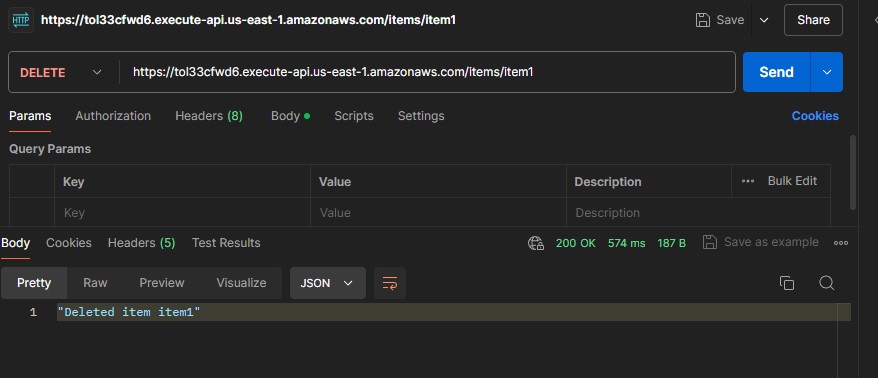 HTTP https://tol33cfwd6.execute-api.us-east-1.amazonaws.com/items/item1 Save Share
DELETE https://tol33cfwd6.execute-api.us-east-1.amazonaws.com/items/item1 Send
Params Authorization Headers (8) Body Scripts Settings Cookies
Query Params
Key Value Description ••• Bulk Edit
Key Value Description
Body Cookies Headers (5) Test Results 200 OK 574 ms 187 B Save as example
Pretty Raw Preview Visualize JSON
1 "Deleted item item1"